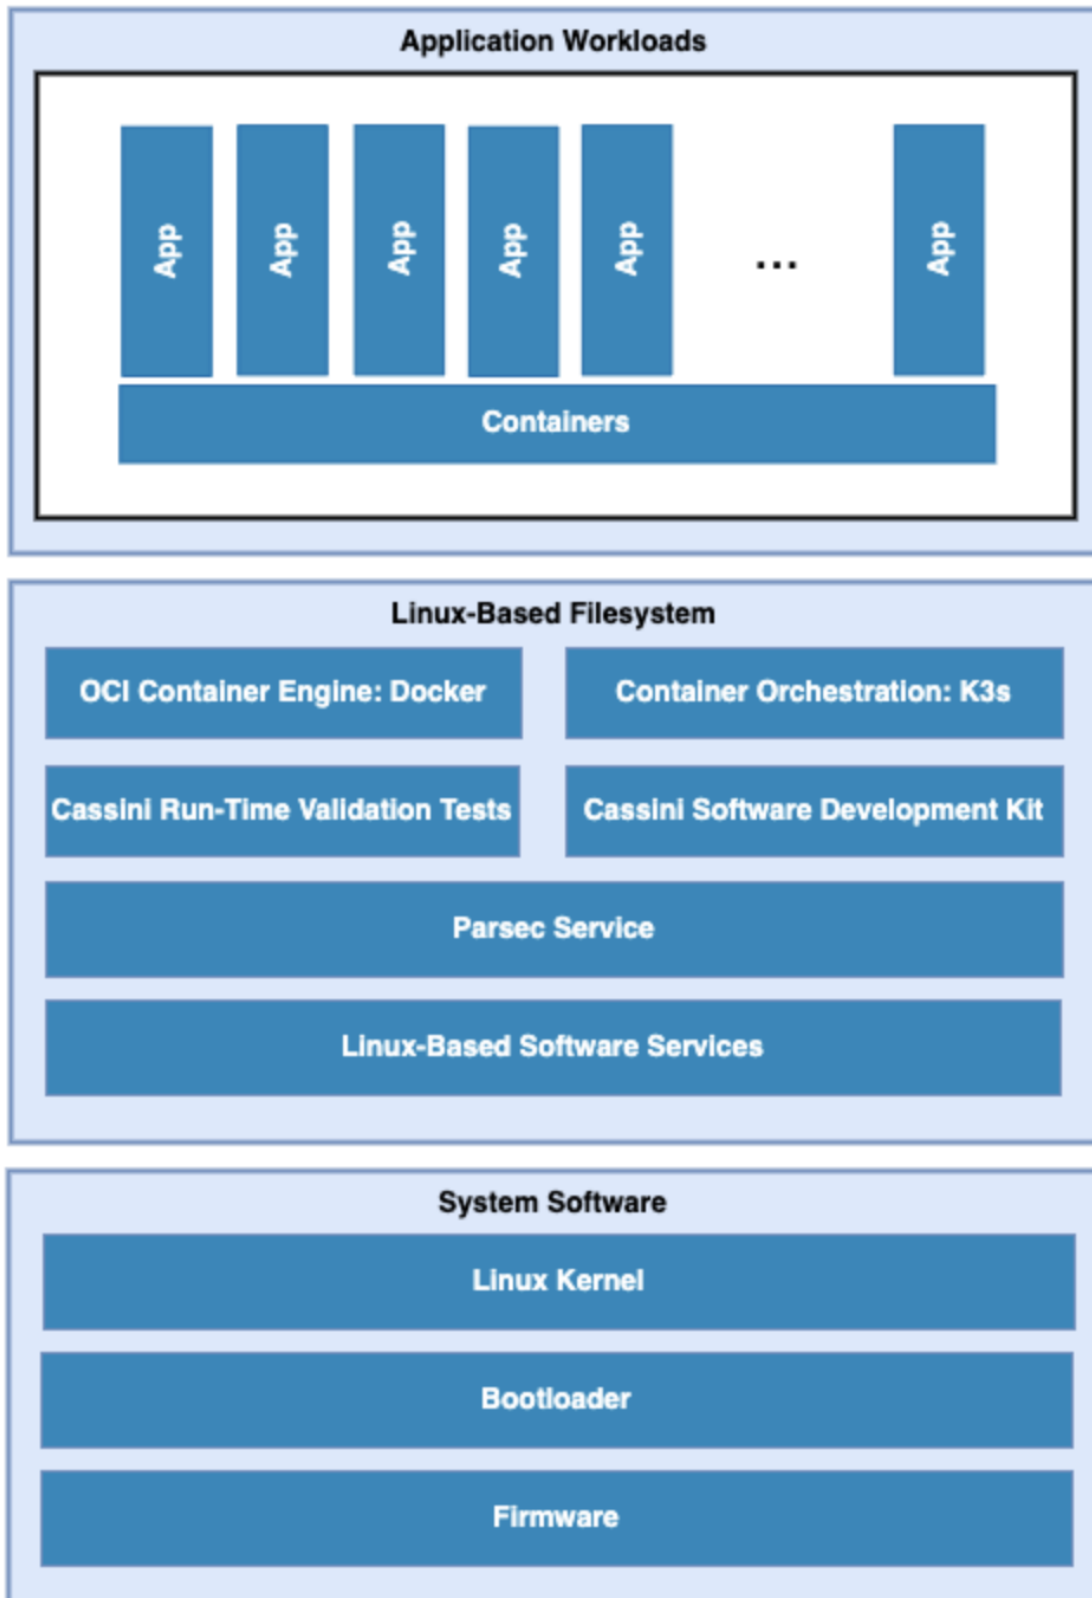 Application Workloads
App
App
App
App
App
...
App
Containers
Linux-Based Filesystem
OCI Container Engine: Docker
Container Orchestration: K3s
Cassini Run-Time Validation Tests
Cassini Software Development Kit
Parsec Service
Linux-Based Software Services
System Software
Linux Kernel
Bootloader
Firmware